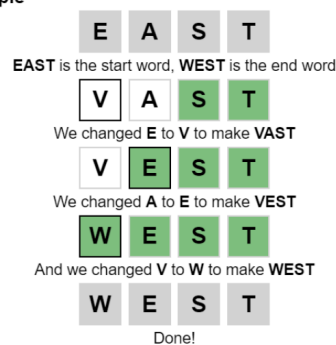 ple
E A S T
EAST is the start word, WEST is the end word
V A S T
We changed E to V to make VAST
V E S T
We changed A to E to make VEST
W E S T
And we changed V to W to make WEST
W E S T
Done!